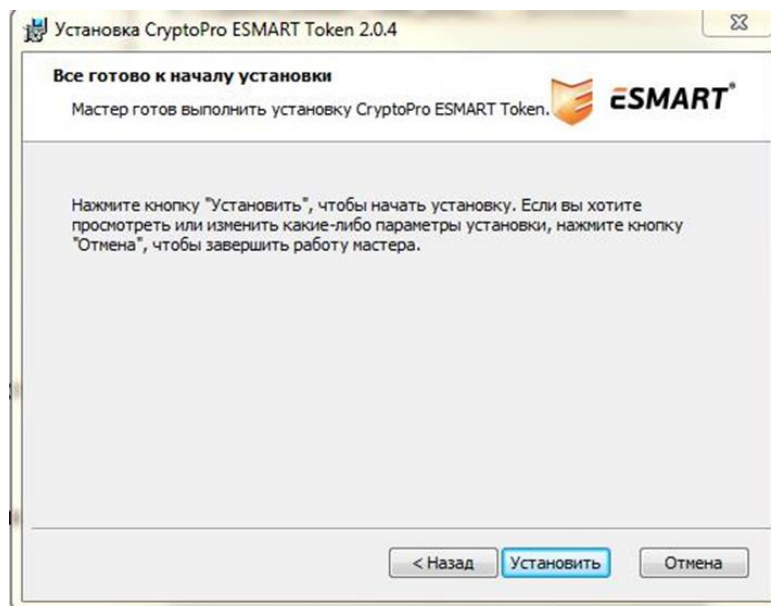 Установка CryptoPro ESMART Token 2.0.4
Все готово к началу установки
Мастер готов выполнить установку CryptoPro ESMART Token.
ESMART®
Нажмите кнопку "Установить", чтобы начать установку. Если вы хотите
просмотреть или изменить какие-либо параметры установки, нажмите кнопку
"Отмена", чтобы завершить работу мастера.
< Назад
Установить
Отмена